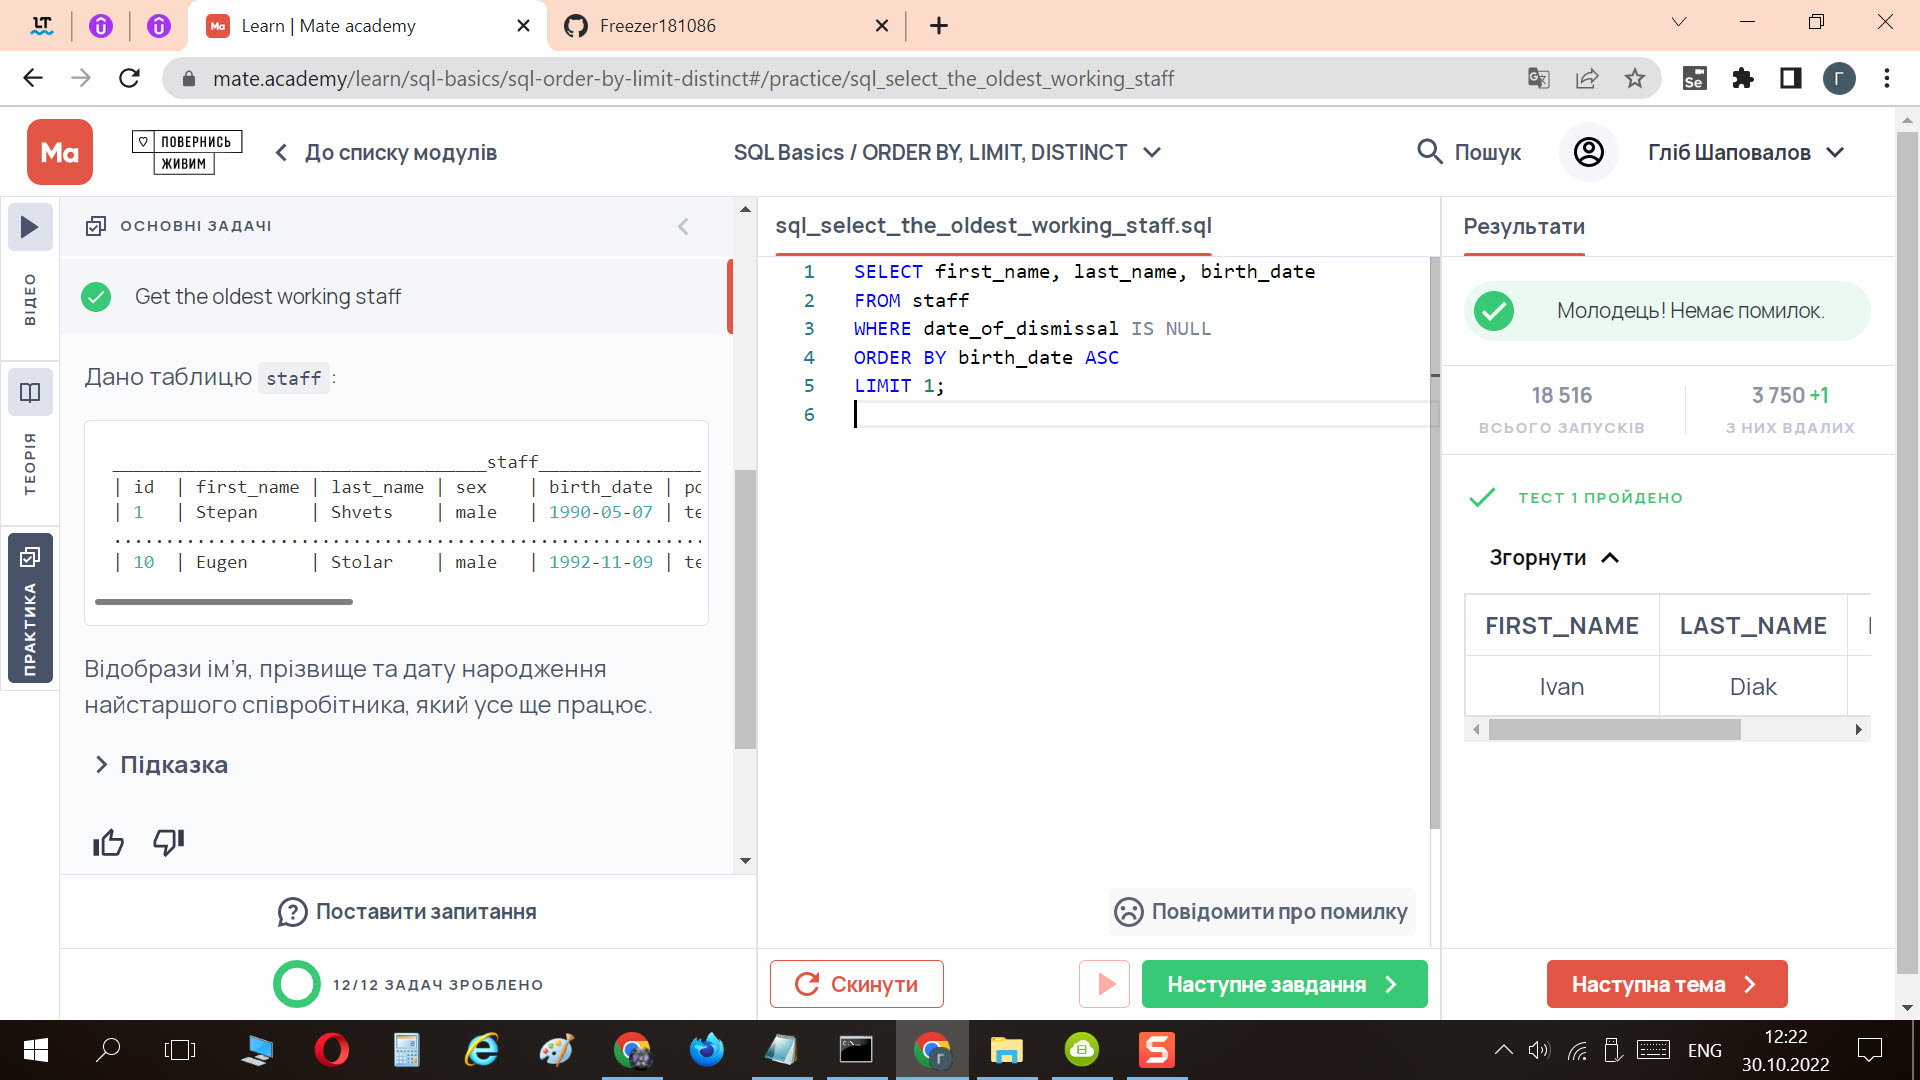 Learn | Mate academy
Freezer181086
mate.academy/learn/sql-basics/sql-order-by-limit-distinct#/practice/sql_select_the_oldest_working_staff
Ma
ПОВЕРНИСЬ
ЖИВИМ
До списку модулів
SQL Basics / ORDER BY, LIMIT, DISTINCT
Пошук
Гліб Шаповалов
ВІДЕО
ТЕОРІЯ
ПРАКТИКА
ОСНОВНІ ЗАДАЧІ
Get the oldest working staff
Дано таблицю staff :
____________________________________staff________________
| id | first_name | last_name | sex | birth_date | po
| 1 | Stepan | Shvets | male | 1990-05-07 | te
.........................................................
| 10 | Eugen | Stolar | male | 1992-11-09 | te
Відобрази ім’я, прізвище та дату народження
найстаршого співробітника, який усе ще працює.
Підказка
Поставити запитання
12/12 ЗАДАЧ ЗРОБЛЕНО
sql_select_the_oldest_working_staff.sql
1 SELECT first_name, last_name, birth_date
2 FROM staff
3 WHERE date_of_dismissal IS NULL
4 ORDER BY birth_date ASC
5 LIMIT 1;
6
Повідомити про помилку
Скинути
Наступне завдання
Результати
Молодець! Немає помилок.
18 516
ВСЬОГО ЗАПУСКІВ
3 750 +1
З НИХ ВДАЛИХ
ТЕСТ 1 ПРОЙДЕНО
Згорнути
FIRST_NAME LAST_NAME
Ivan Diak
Наступна тема
ENG
12:22
30.10.2022